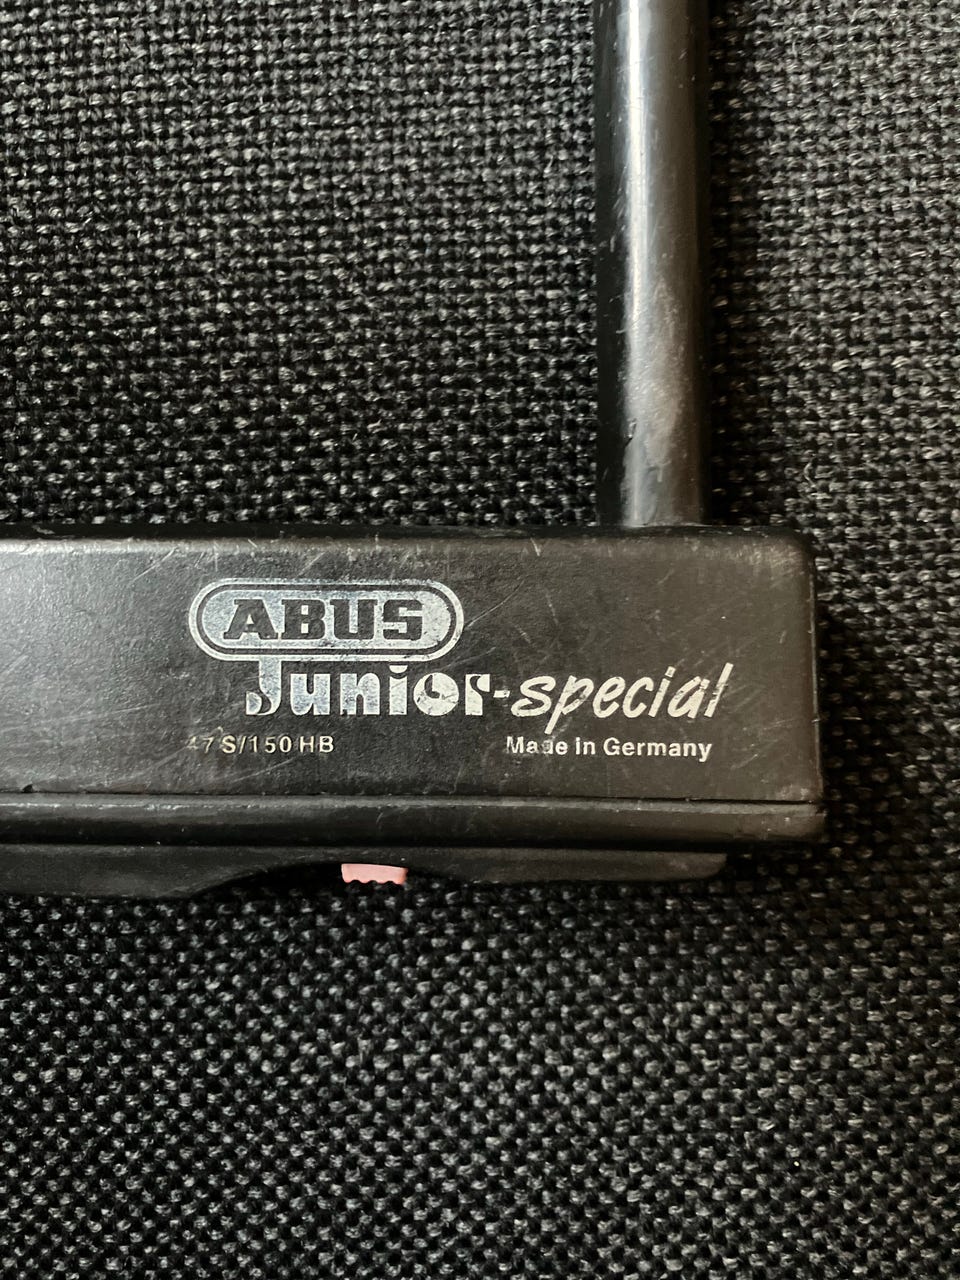 ABUS
Junior-special
47 S/150 HB
Made in Germany